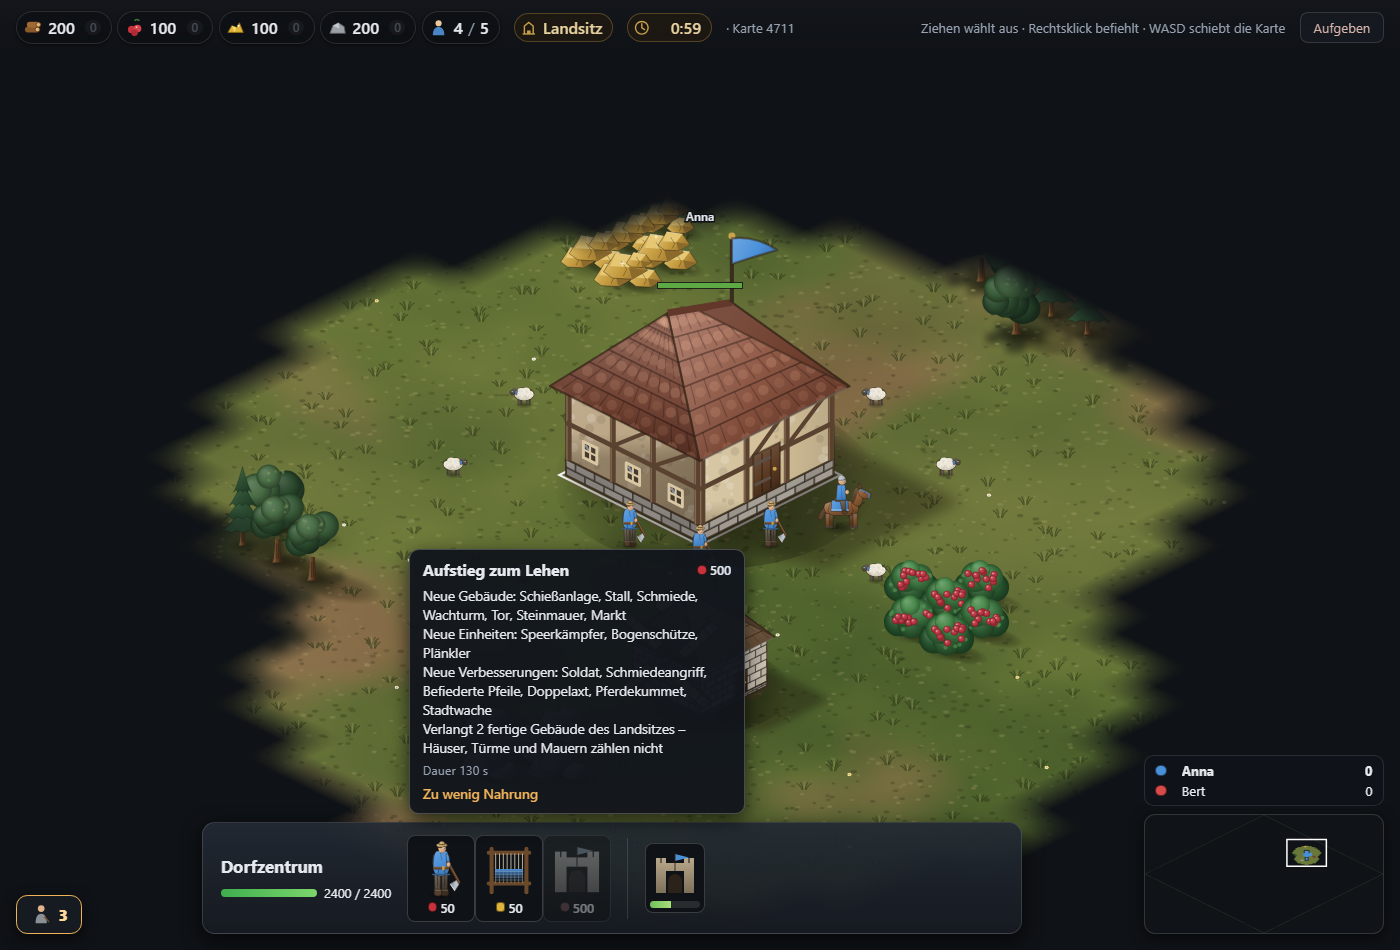 200 0 100 0 100 0 200 0 4 / 5 Landsitz 0:59 · Karte 4711 Ziehen wählt aus · Rechtsklick befiehlt · WASD schiebt die Karte Aufgeben
Anna
Aufstieg zum Lehen 500
Neue Gebäude: Schießanlage, Stall, Schmiede,
Wachturm, Tor, Steinmauer, Markt
Neue Einheiten: Speerkämpfer, Bogenschütze,
Plänkler
Neue Verbesserungen: Soldat, Schmiedeangriff,
Befiederte Pfeile, Doppelaxt, Pferdekummet,
Stadtwache
Verlangt 2 fertige Gebäude des Landsitzes –
Häuser, Türme und Mauern zählen nicht
Dauer 130 s
Zu wenig Nahrung
Anna 0
Bert 0
Dorfzentrum
2400 / 2400
50 50 500
3